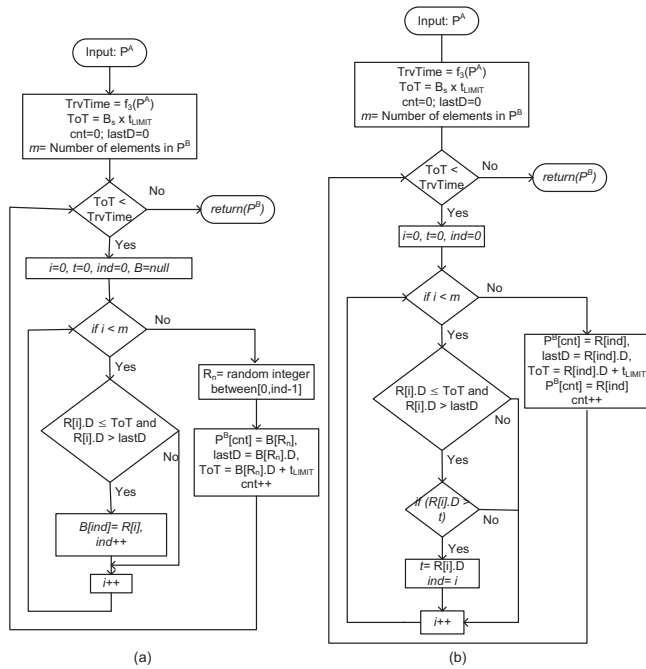 Input: P^A
TrvTime = f₃(P^A)
ToT = Bₛ x t_LIMIT
cnt=0; lastD=0
m= Number of elements in P^B
ToT <
TrvTime
No
return(P^B)
Yes
i=0, t=0, ind=0, B=null
if i < m
No
Yes
Rₙ= random integer
between[0,ind-1]
R[i].D ≤ ToT and
R[i].D > lastD
No
P^B[cnt] = B[Rₙ],
lastD = B[Rₙ].D,
ToT = B[Rₙ].D + t_LIMIT
cnt++
Yes
B[ind]= R[i],
ind++
i++
(a)
Input: P^A
TrvTime = f₃(P^A)
ToT = Bₛ x t_LIMIT
cnt=0; lastD=0
m= Number of elements in P^B
ToT <
TrvTime
No
return(P^B)
Yes
i=0, t=0, ind=0
if i < m
No
Yes
P^B[cnt] = R[ind],
lastD = R[ind].D,
ToT = R[ind].D + t_LIMIT
P^B[cnt] = R[ind]
cnt++
R[i].D ≤ ToT and
R[i].D > lastD
No
Yes
if (R[i].D >
t)
No
Yes
t= R[i].D
ind= i
i++
(b)